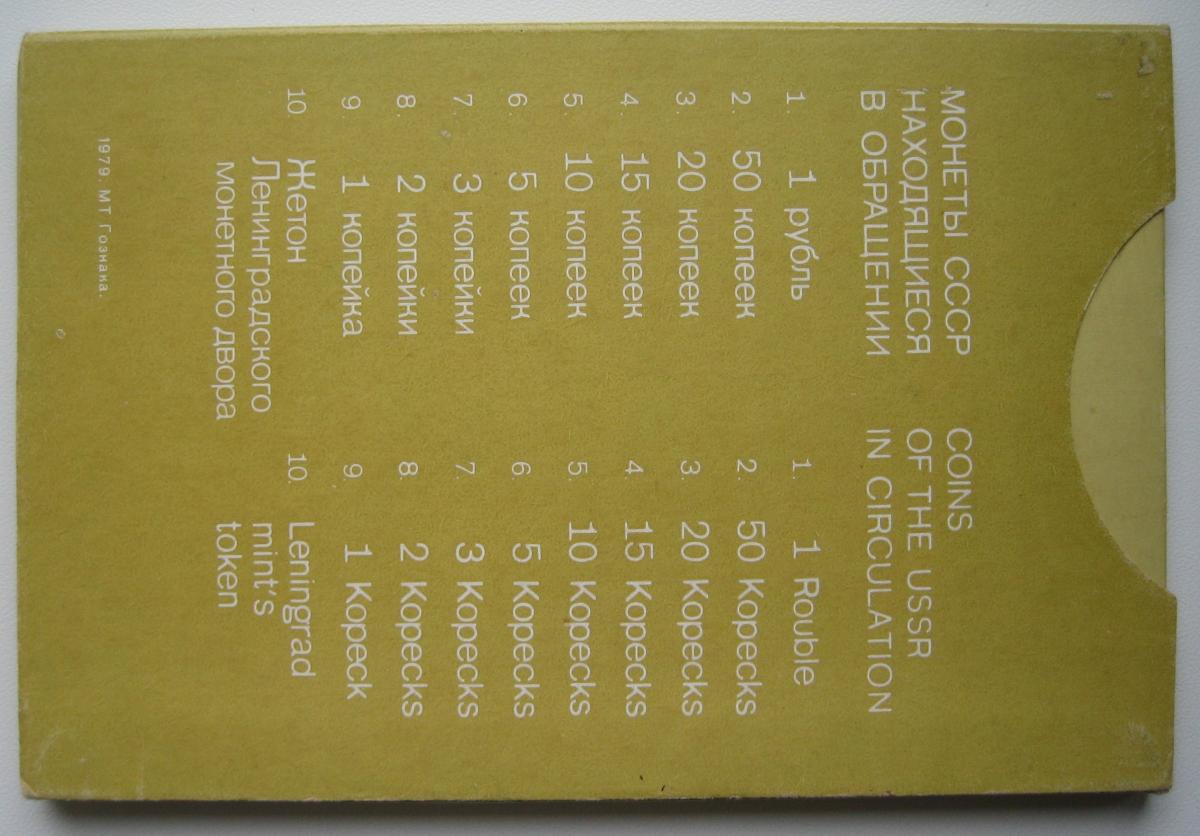 МОНЕТЫ СССР
НАХОДЯЩИЕСЯ
В ОБРАЩЕНИИ
1. 1 рубль
2. 50 копеек
3. 20 копеек
4. 15 копеек
5. 10 копеек
6. 5 копеек
7. 3 копейки
8. 2 копейки
9. 1 копейка
10 Жетон
Ленинградского
монетного двора
COINS
OF THE USSR
IN CIRCULATION
1. 1 Rouble
2. 50 Kopecks
3. 20 Kopecks
4. 15 Kopecks
5. 10 Kopecks
6. 5 Kopecks
7. 3 Kopecks
8. 2 Kopecks
9. 1 Kopeck
10. Leningrad
mint's
token
1979. МТ Гознака.